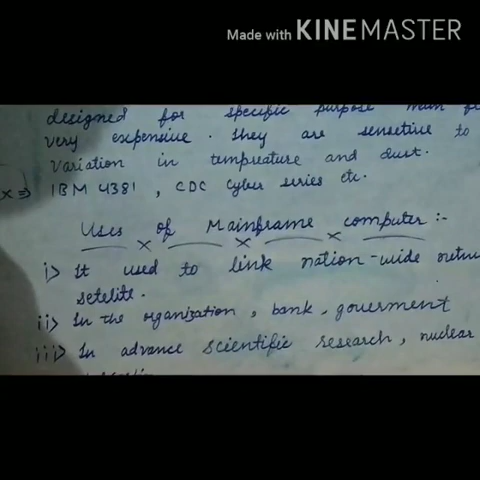 Made with KINEMASTER
designed for specific purpose
very expensive. they are sensetive to
variation in tempreature and dust.
x⇒ IBM 4381, CDC cyber series etc.
Uses of Mainframe computer :-
i> It used to link nation-wide
setelite.
ii> In the organization, bank, gouerment
iii> In advance scientific research, nuclear